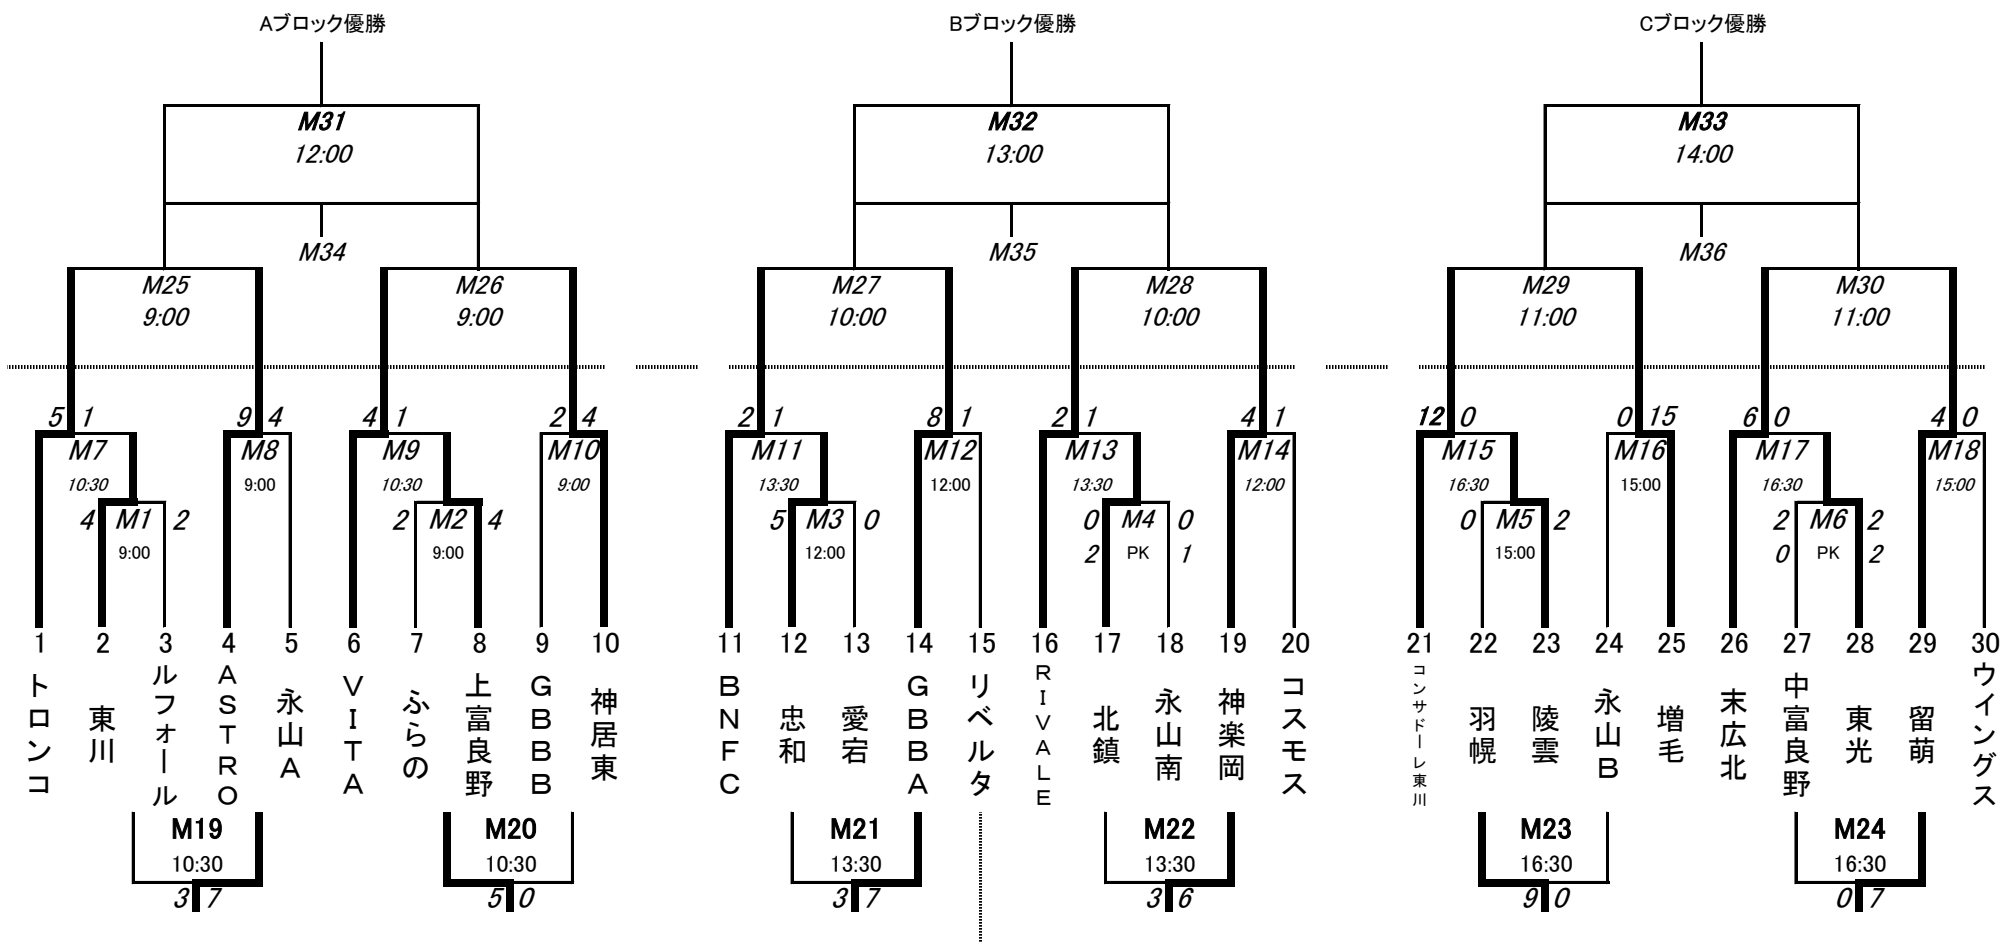 Aブロック優勝 Bブロック優勝 Cブロック優勝
M31 M32 M33
12:00 13:00 14:00
M34 M35 M36
M25 M26 M27 M28 M29 M30
9:00 9:00 10:00 10:00 11:00 11:00
5 1 9 4 4 1 2 4 2 1 8 1 2 1 4 1 12 0 0 15 6 0 4 0
M7 M8 M9 M10 M11 M12 M13 M14 M15 M16 M17 M18
10:30 9:00 10:30 9:00 13:30 12:00 13:30 12:00 16:30 15:00 16:30 15:00
4 M1 2 2 M2 4 5 M3 0 0 M4 0 0 M5 2 2 M6 2
9:00 9:00 12:00 2 PK 1 15:00 0 PK 2
1 2 3 4 5 6 7 8 9 10 11 12 13 14 15 16 17 18 19 20 21 22 23 24 25 26 27 28 29 30
トロンコ
東川
ルフォール
ASTRO
永山A
VITA
ふらの
上富良野
GBBB
神居東
BNFC
忠和
愛宕
GBBA
リベルタ
RIVALE
北鎮
永山南
神楽岡
コスモス
コンサドーレ東川
羽幌
陵雲
永山B
増毛
末広北
中富良野
東光
留萌
ウイングス
M19 M20 M21 M22 M23 M24
10:30 10:30 13:30 13:30 16:30 16:30
3 7 5 0 3 7 3 6 9 0 0 7